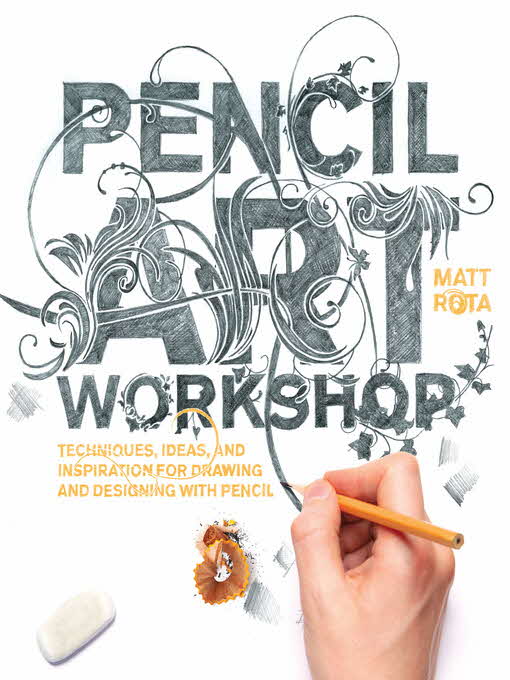 PENCIL
ART
MATT
ROTA
WORKSHOP
TECHNIQUES, IDEAS, AND
INSPIRATION FOR DRAWING
AND DESIGNING WITH PENCIL